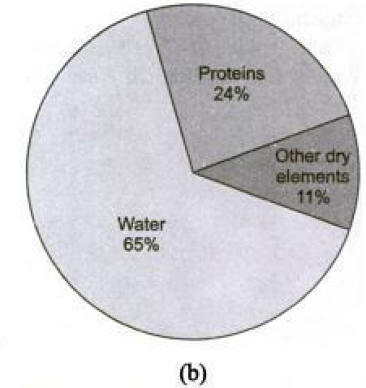 Proteins
24%
Other dry
elements
11%
Water
65%
(b)